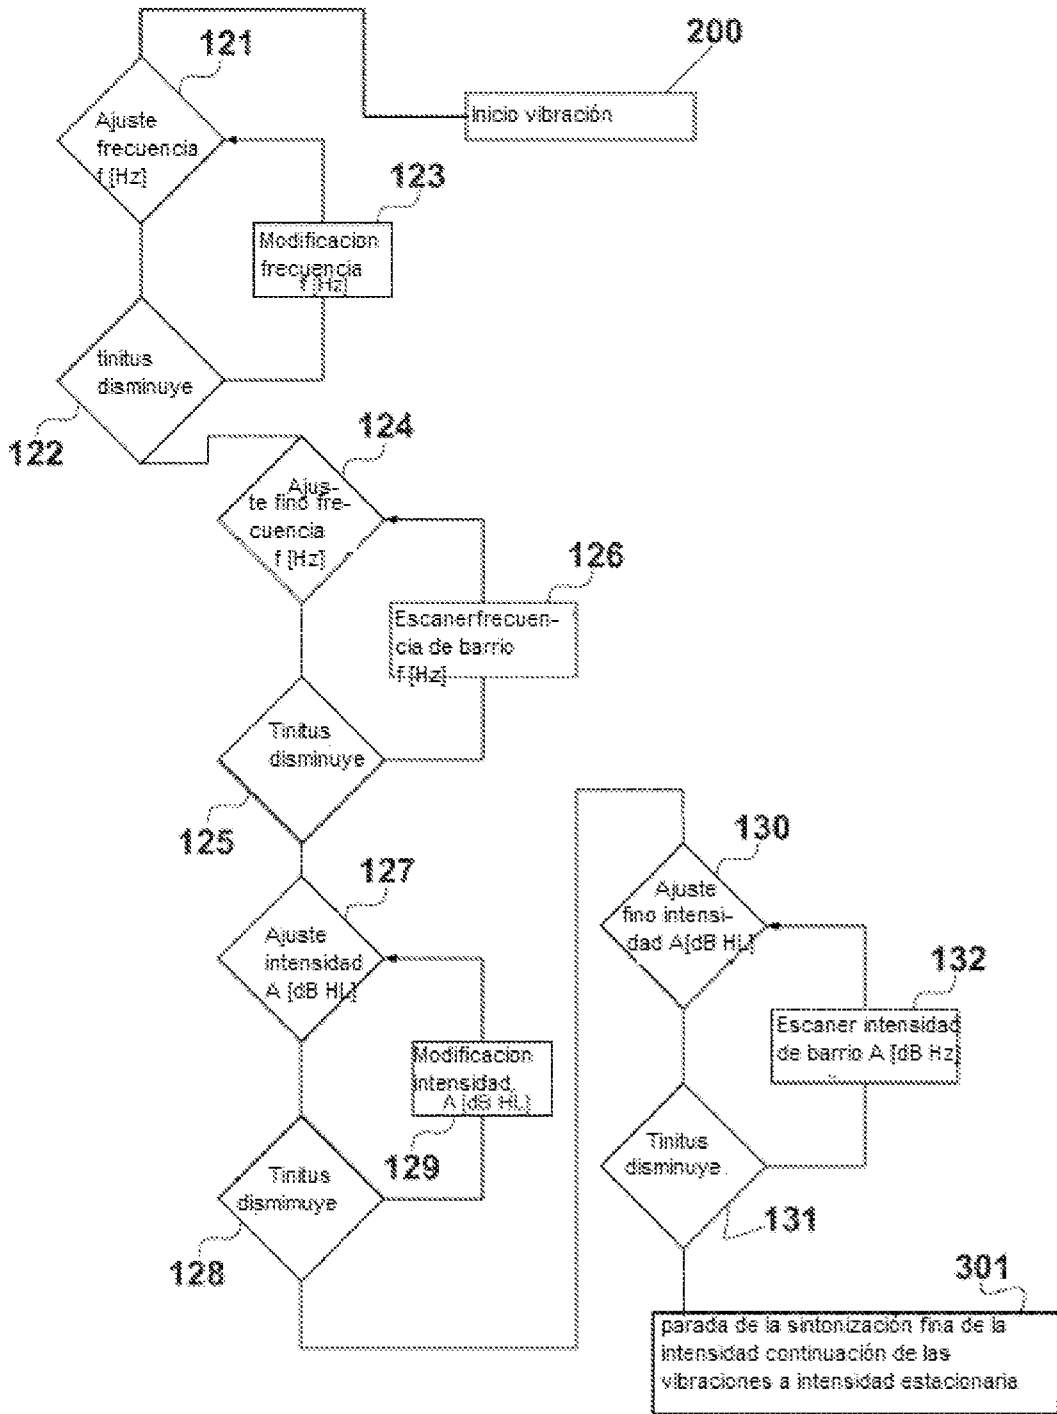 200
121
Inicio vibración
Ajuste
frecuencia
f [Hz]
123
Modificacion
frecuencia
f [Hz]
tinitus
disminuye
122
124
Ajus-
te fino fre-
cuencia
f [Hz]
126
Escanerfrecuen-
cia de barrio
f [Hz]
Tinitus
disminuye
125
127
Ajuste
intensidad
A [dB HL]
Modificacion
intensidad
A [dB HL]
129
Tinitus
dismimuye
128
130
Ajuste
fino intensi-
dad A[dB HL]
132
Escaner intensidad
de barrio A [dB Hz]
Tinitus
disminuye
131
301
parada de la sintonización fina de la
intensidad continuación de las
vibraciones a intensidad estacionaria